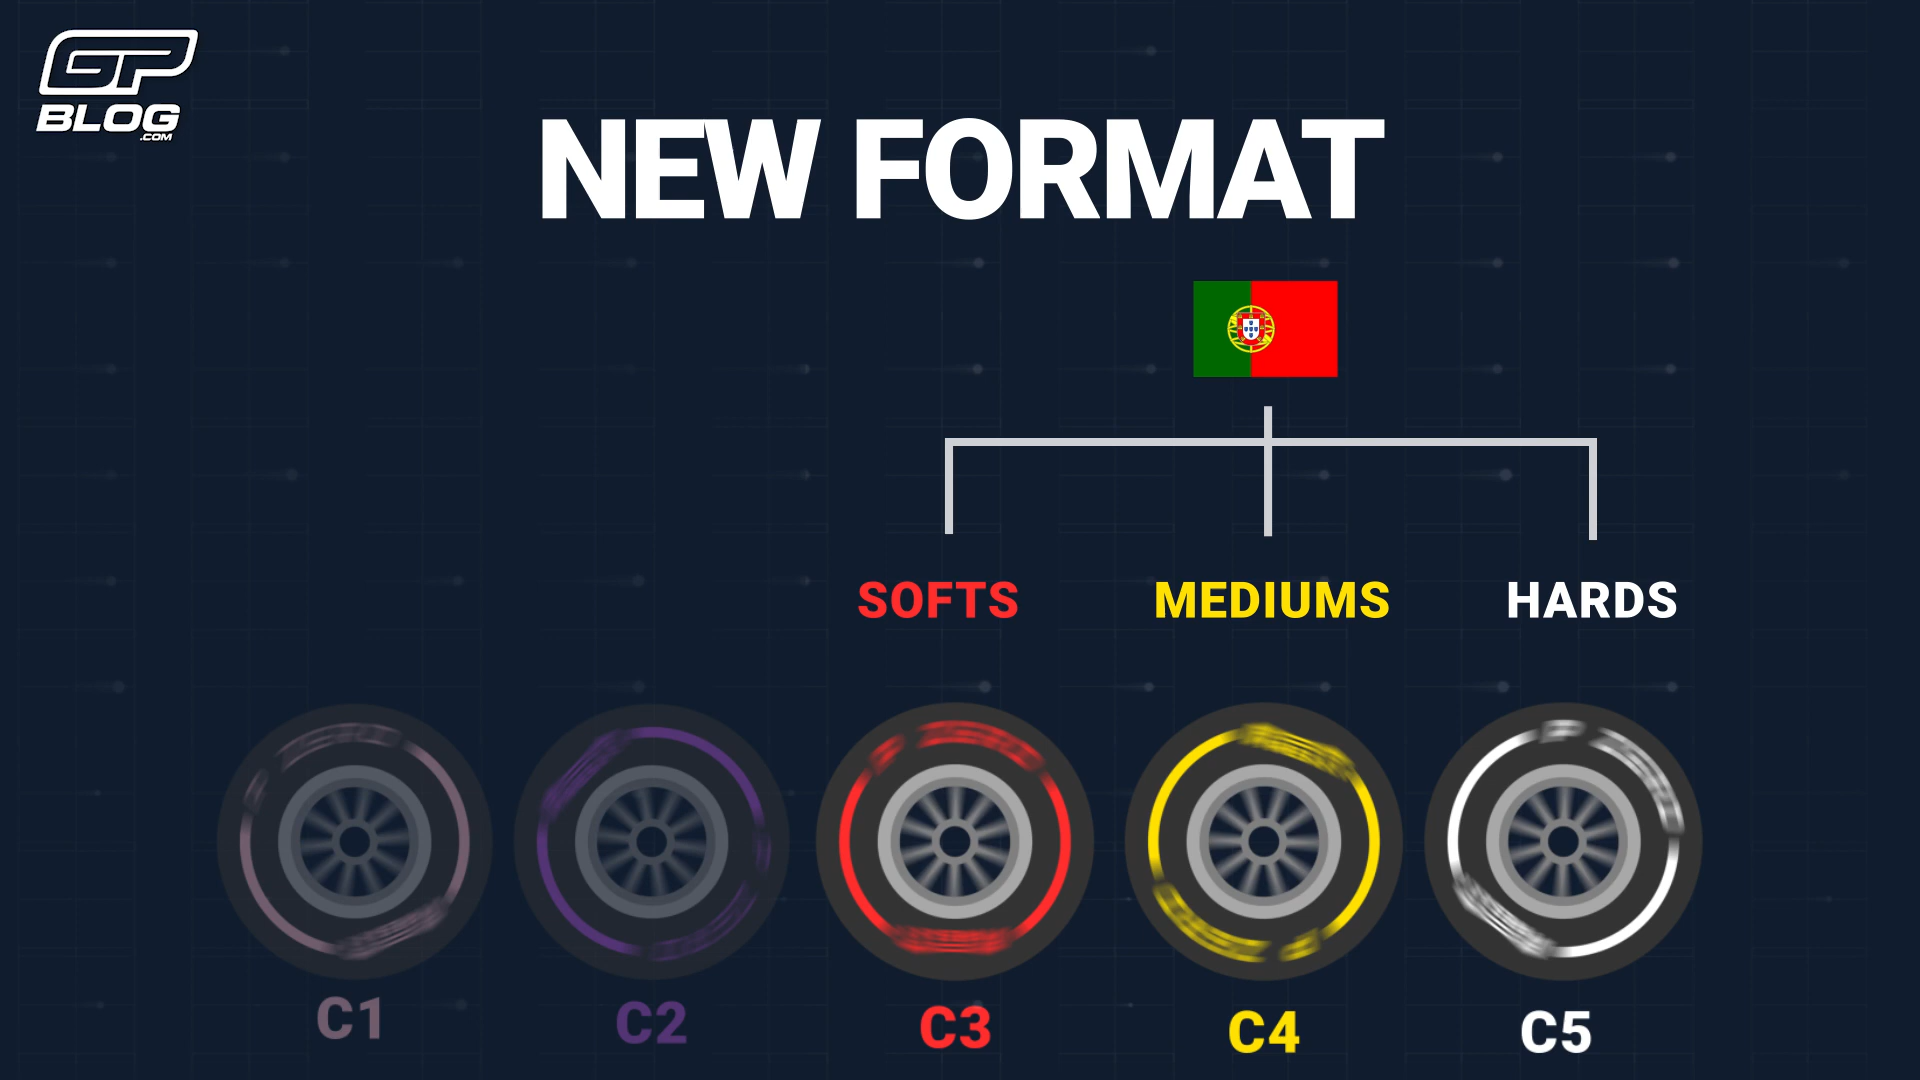 GP
BLOG
.COM
NEW FORMAT
SOFTS MEDIUMS HARDS
C1 C2 C3 C4 C5